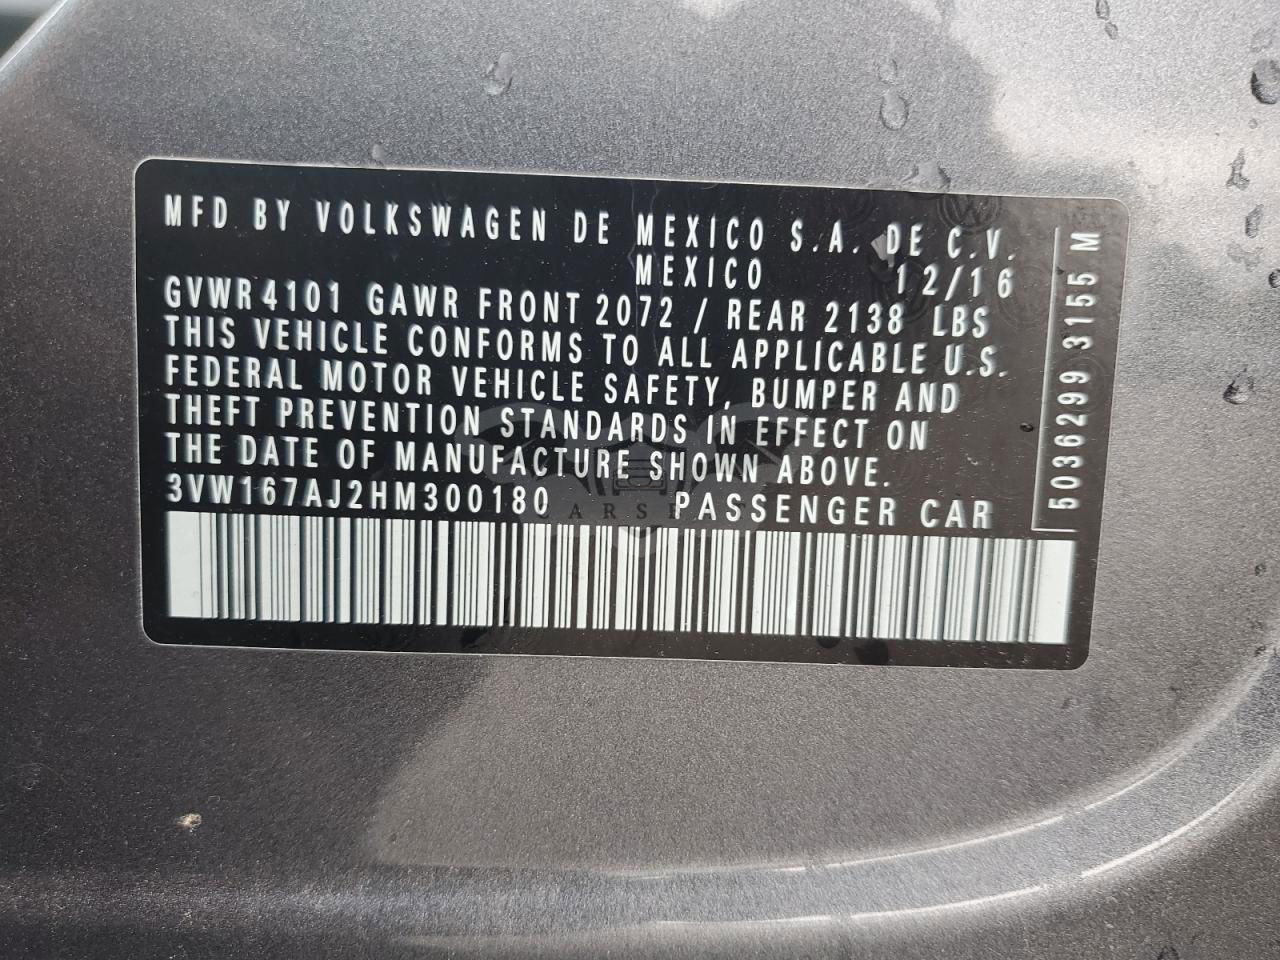 MFD BY VOLKSWAGEN DE MEXICO S.A. DE C.V.
MEXICO 12/16
GVWR 4101 GAWR FRONT 2072 / REAR 2138 LBS
THIS VEHICLE CONFORMS TO ALL APPLICABLE U.S.
FEDERAL MOTOR VEHICLE SAFETY, BUMPER AND
THEFT PREVENTION STANDARDS IN EFFECT ON
THE DATE OF MANUFACTURE SHOWN ABOVE.
3VW167AJ2HM300180 PASSENGER CAR
5036299 3155 M